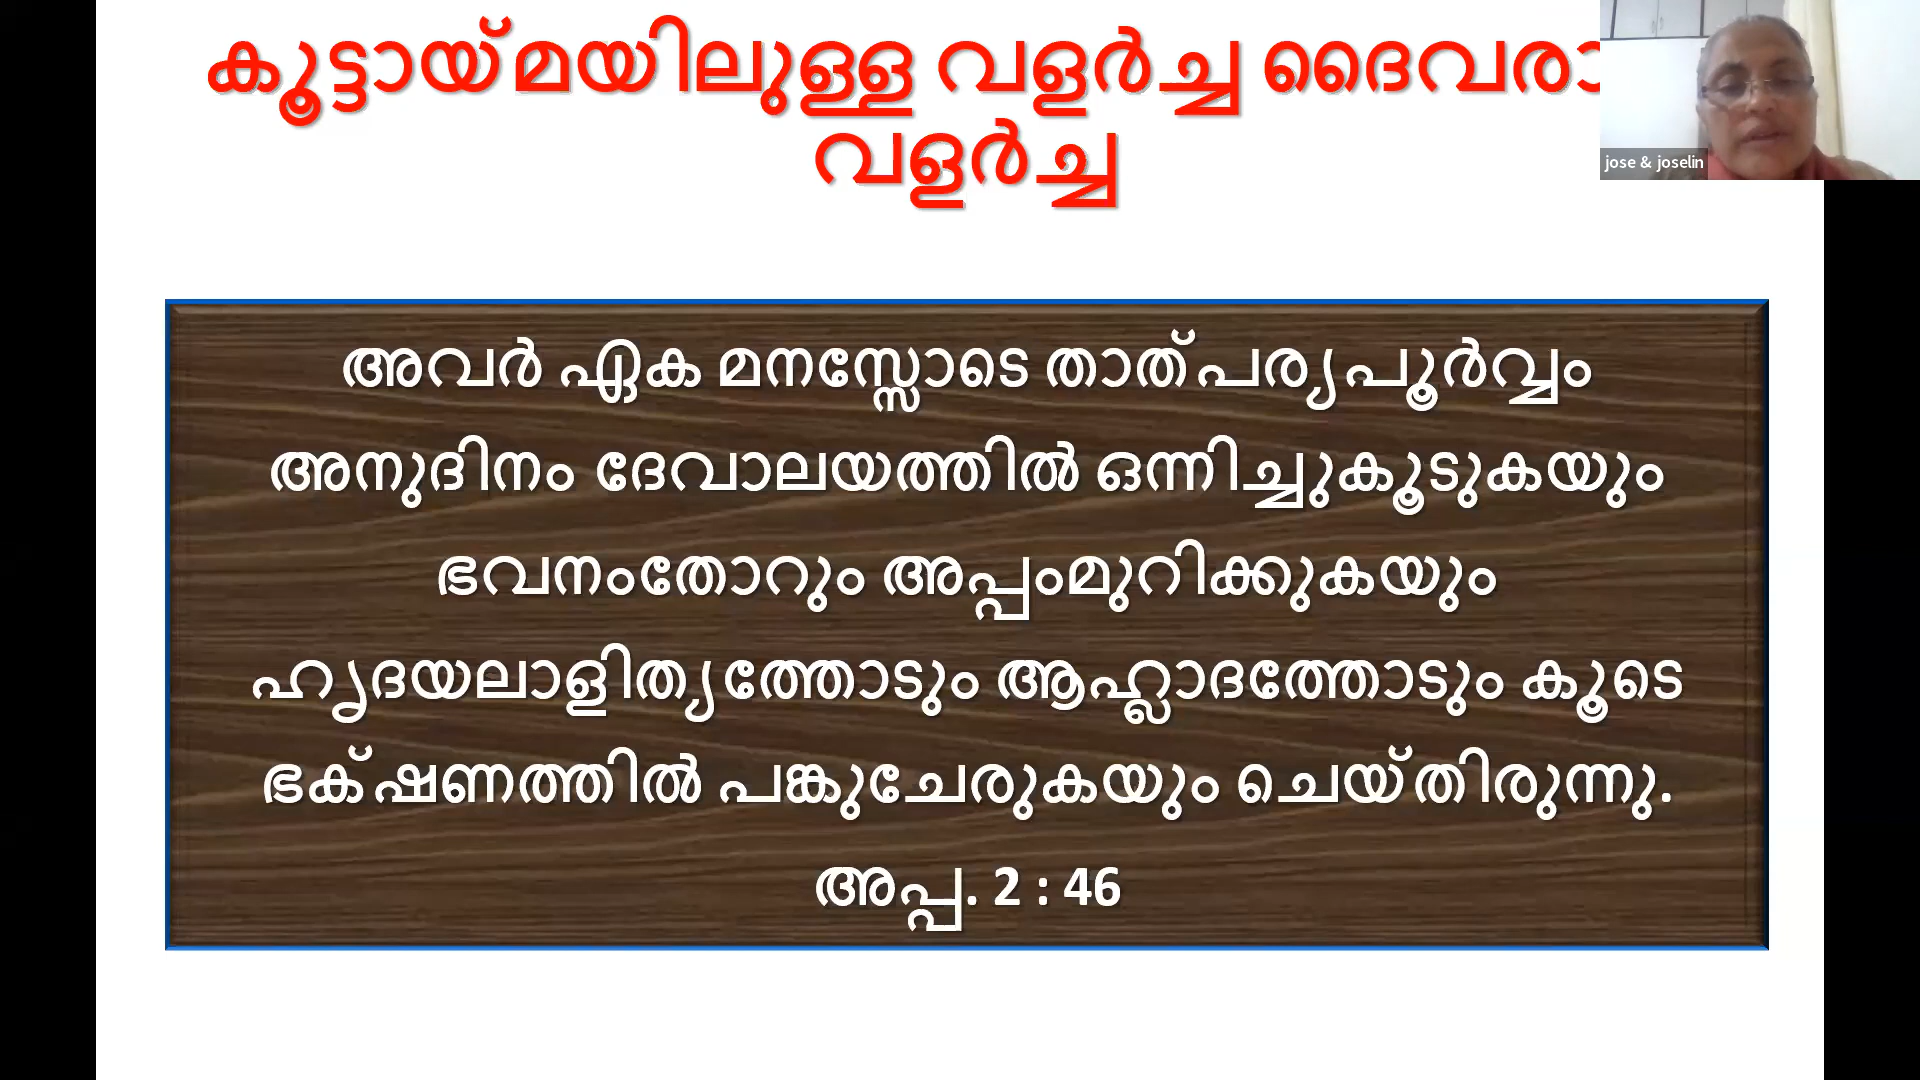 കൂട്ടായ്മയിലുള്ള വളർച്ച
വളർച്ച
jose & joselin
അവർ ഏക മനസ്സോടെ താത്പര്യപൂർവ്വം
അനുദിനം ദേവാലയത്തിൽ ഒന്നിച്ചുകൂടുകയും
ഭവനംതോറും അപ്പംമുറിക്കുകയും
ഹൃദയലാളിത്യത്തോടും ആഹ്ലാദത്തോടും കൂടെ
ഭക്ഷണത്തിൽ പങ്കുചേരുകയും ചെയ്തിരുന്നു.
അപ്പ. 2 : 46